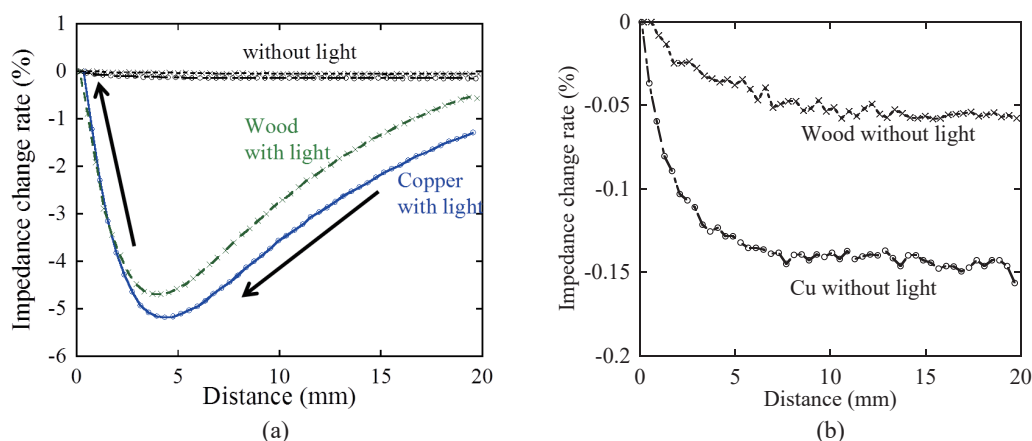 (a)
1
0
-1
-2
-3
-4
-5
-6
Impedance change rate (%)
without light
Wood
with light
Copper
with light
0
5
10
15
20
Distance (mm)
(a)
(b)
-0
-0.05
-0.1
-0.15
-0.2
Impedance change rate (%)
Wood without light
Cu without light
0
5
10
15
20
Distance (mm)
(b)